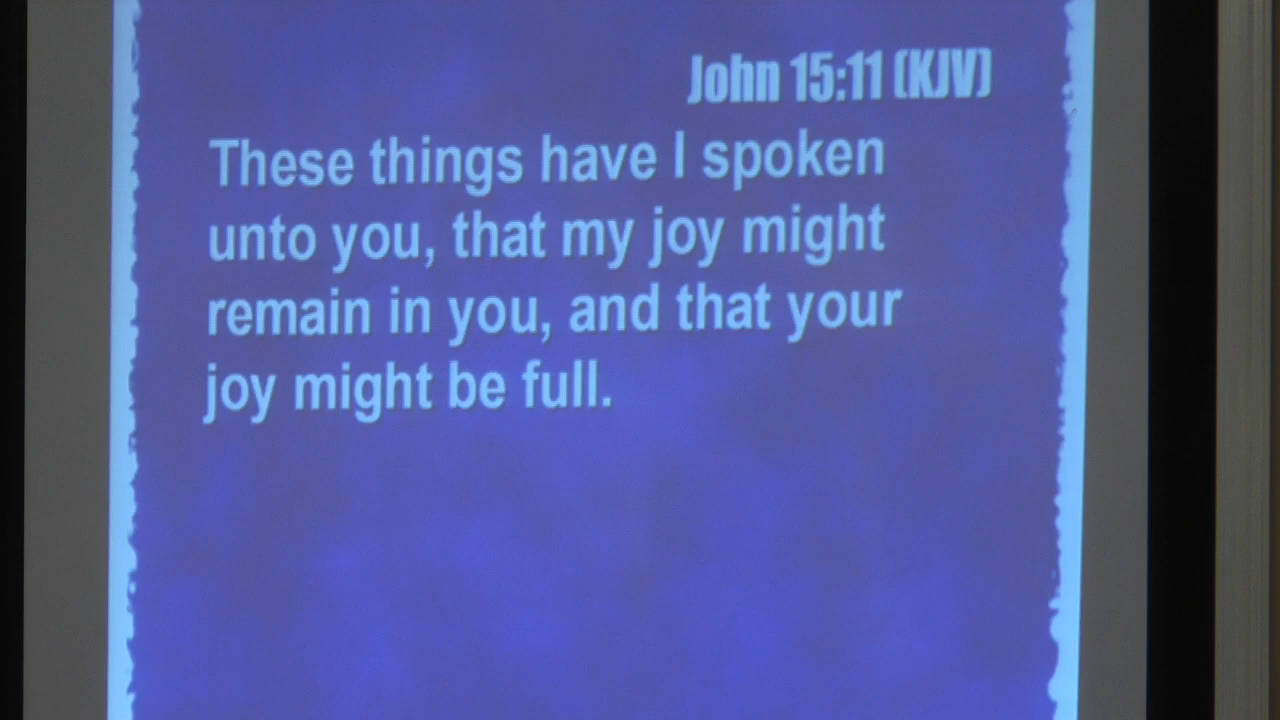 John 15:11 (KJV)
These things have I spoken
unto you, that my joy might
remain in you, and that your
joy might be full.